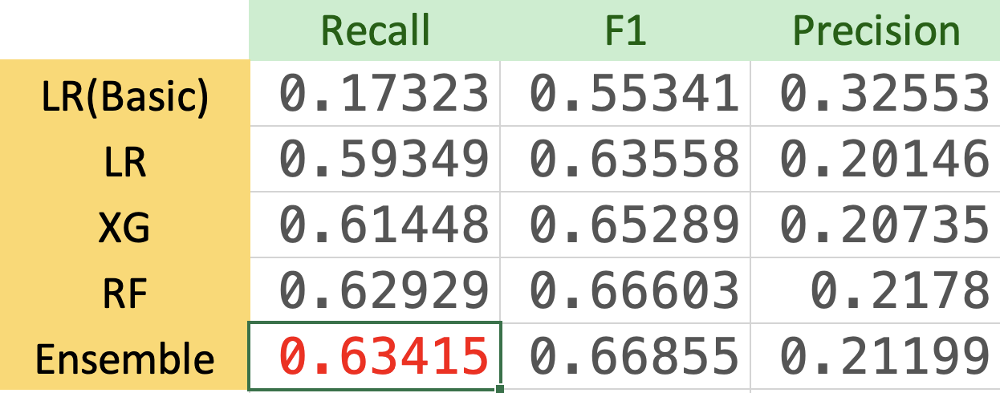 Recall F1 Precision
LR(Basic) 0.17323 0.55341 0.32553
LR 0.59349 0.63558 0.20146
XG 0.61448 0.65289 0.20735
RF 0.62929 0.66603 0.2178
Ensemble 0.63415 0.66855 0.21199